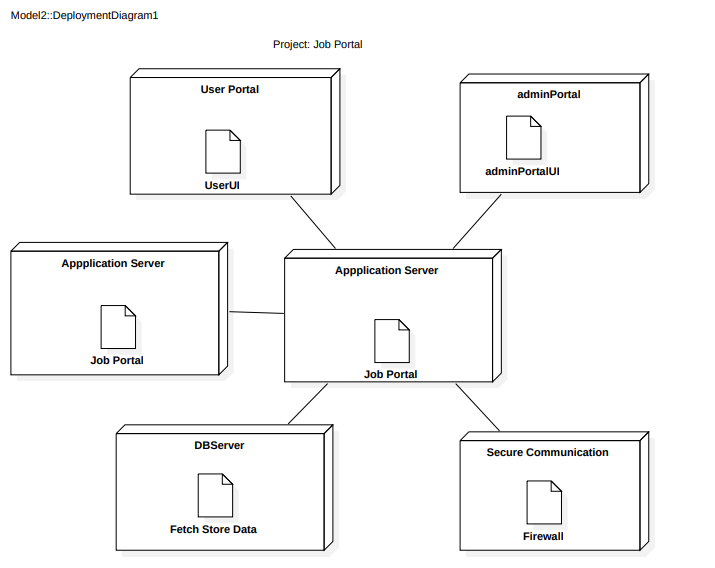 Model2::DeploymentDiagram1
Project: Job Portal
User Portal
UserUI
adminPortal
adminPortalUI
Appplication Server
Job Portal
Appplication Server
Job Portal
DBServer
Fetch Store Data
Secure Communication
Firewall